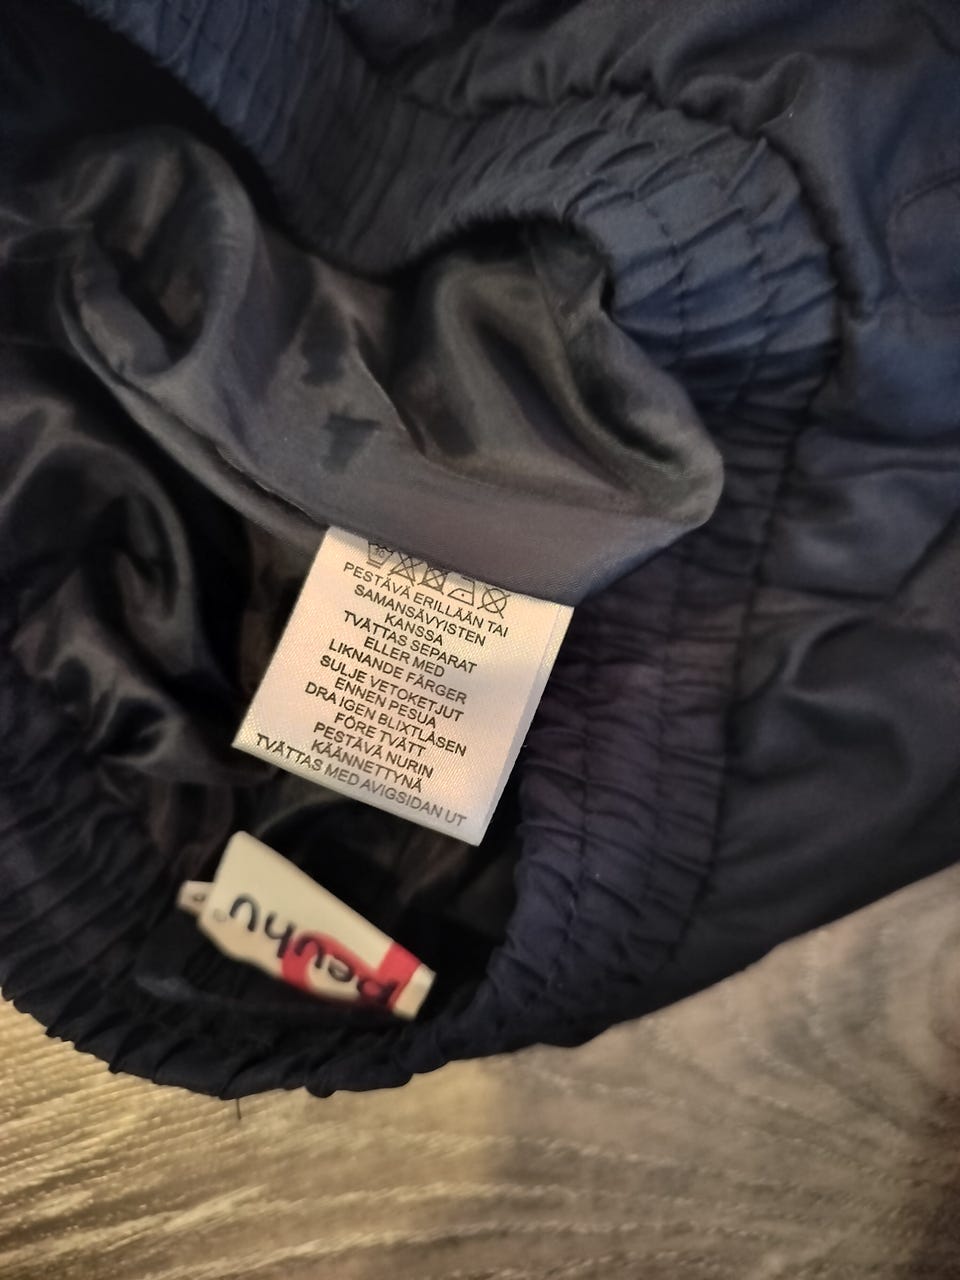 30
PESTÄVÄ ERILLÄÄN TAI
SAMANSÄVYISTEN
KANSSA
TVÄTTAS SEPARAT
ELLER MED
LIKNANDE FÄRGER
SULJE VETOKETJUT
ENNEN PESUA
DRA IGEN BLIXTLÅSEN
FÖRE TVÄTT
PESTÄVÄ NURIN
KÄÄNNETTYNÄ
TVÄTTAS MED AVIGSIDAN UT
Peuhu